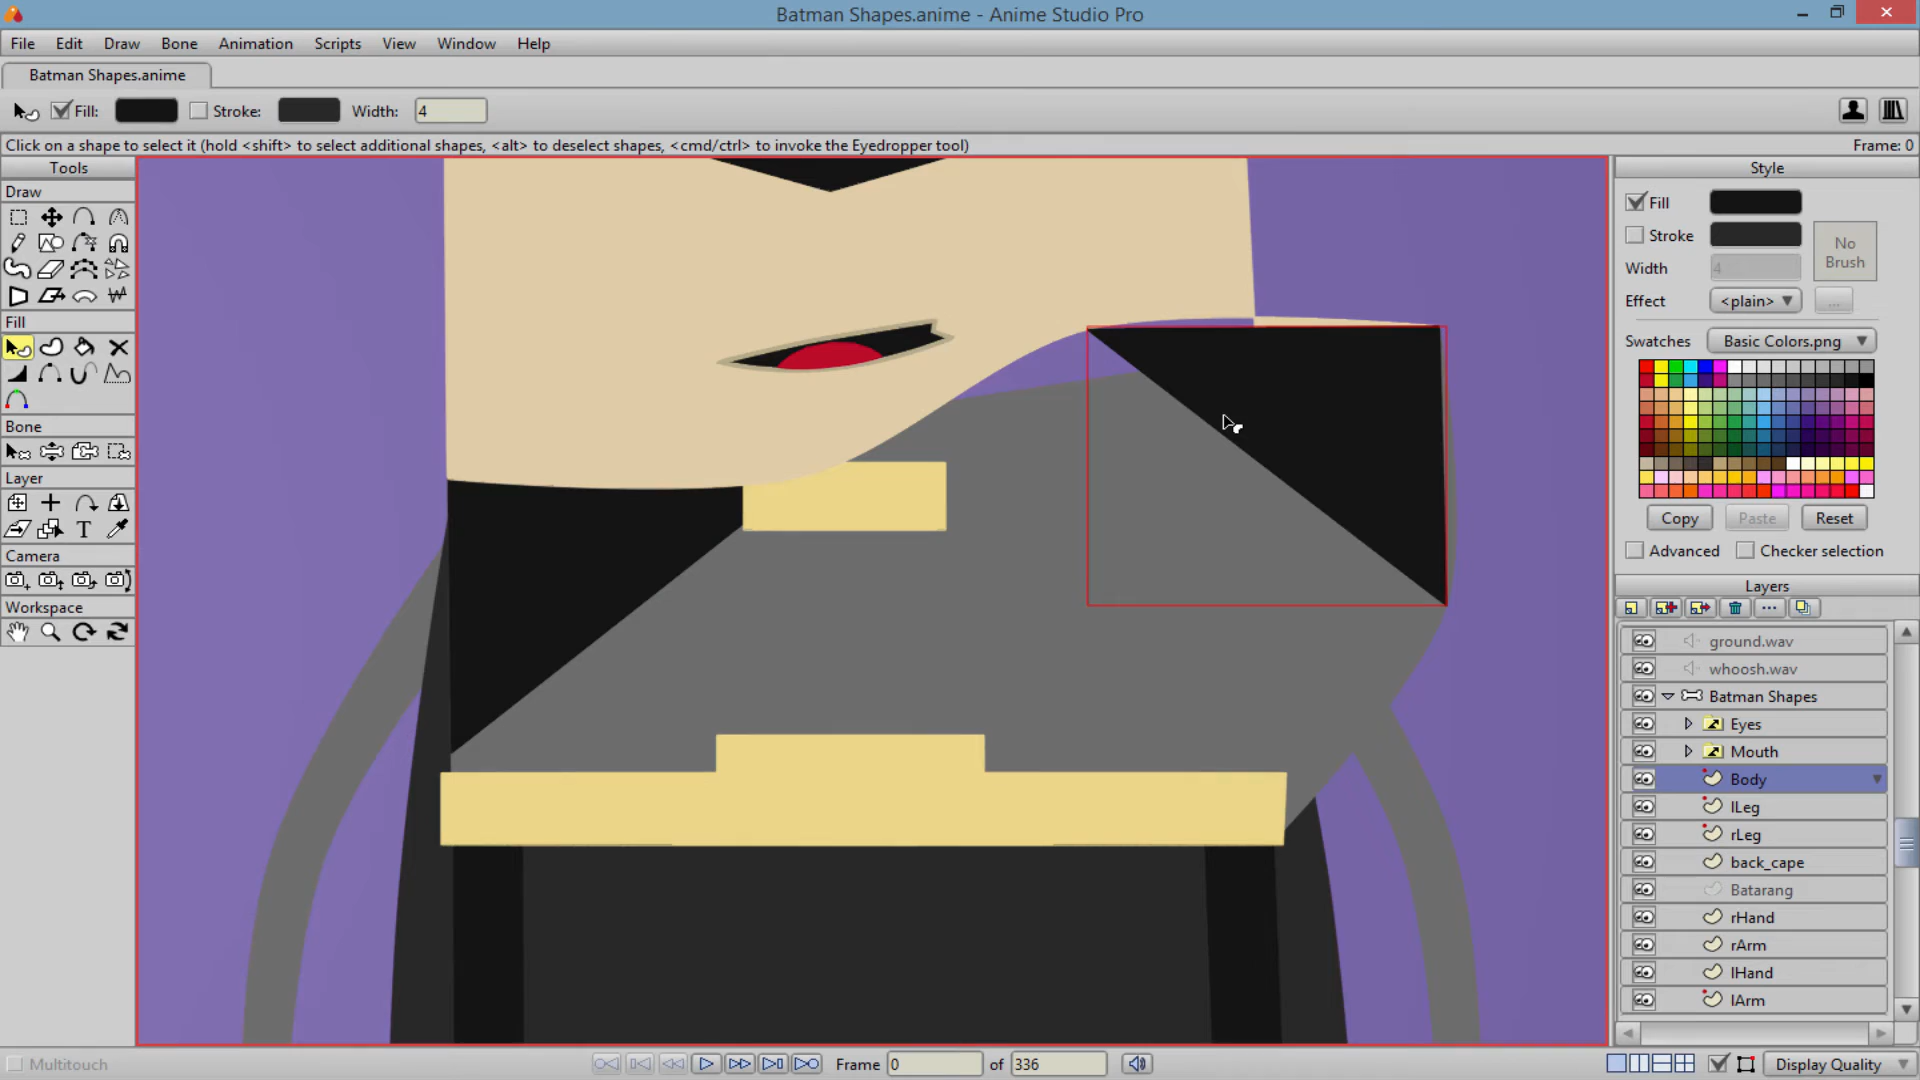 Batman Shapes.anime - Anime Studio Pro
File Edit Draw Bone Animation Scripts View Window Help
Batman Shapes.anime
Fill: Stroke: Width: 4
Click on a shape to select it (hold <shift> to select additional shapes, <alt> to deselect shapes, <cmd/ctrl> to invoke the Eyedropper tool) Frame: 0
Tools
Draw
Fill
Bone
Layer
T
Camera
Workspace
Style
Fill
Stroke
No Brush
Width 4
Effect <plain> ...
Swatches Basic Colors.png
Copy Paste Reset
Advanced Checker selection
Layers
ground.wav
whoosh.wav
Batman Shapes
Eyes
Mouth
Body
lLeg
rLeg
back_cape
Batarang
rHand
rArm
lHand
lArm
Multitouch Frame 0 of 336 Display Quality